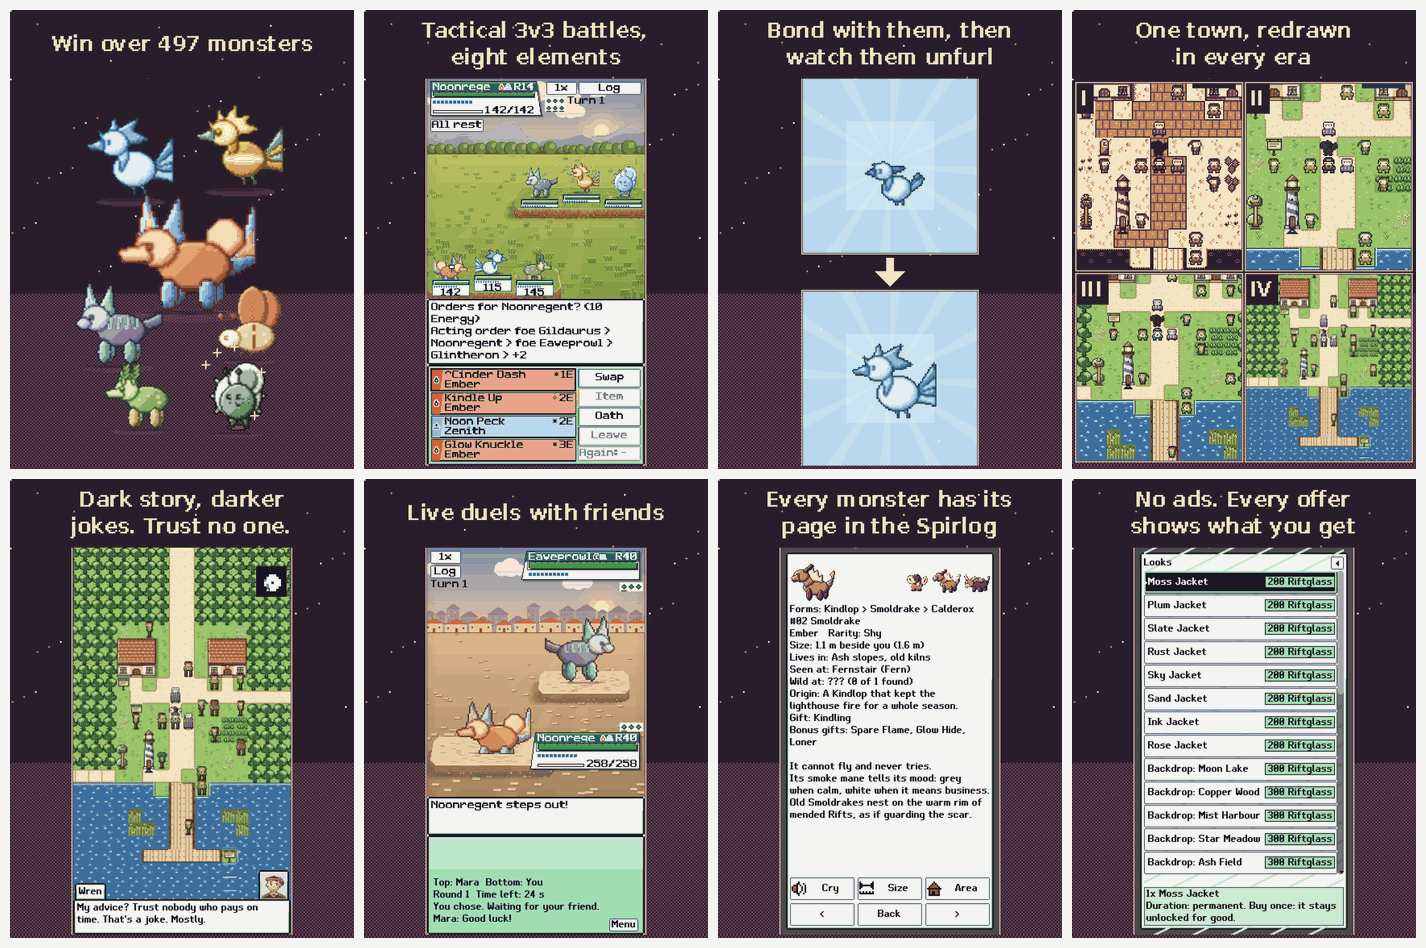 Win over 497 monsters
Tactical 3v3 battles,
eight elements
Noonrege R14
1x
Log
142/142
Turn 1
All rest
142
115
145
Orders for Noonregent? (10
Energy)
Acting order foe Gildaurus >
Noonregent > foe Eaveprowl >
Glintheron > +2
^Cinder Dash
1E
Ember
Kindle Up
2E
Ember
Noon Peck
2E
Zenith
Glow Knuckle
3E
Ember
Swap
Item
Oath
Leave
Again: -
Bond with them, then
watch them unfurl
One town, redrawn
in every era
I
II
III
IV
Dark story, darker
jokes. Trust no one.
Wren
My advice? Trust nobody who pays on
time. That's a joke. Mostly.
Live duels with friends
1x
Log
Turn 1
Eaveprowl R40
Noonrege R40
258/258
Noonregent steps out!
Top: Mara Bottom: You
Round 1 Time left: 24 s
You chose. Waiting for your friend.
Mara: Good luck!
Menu
Every monster has its
page in the Spirlog
Forms: Kindlop > Smoldrake > Calderox
#02 Smoldrake
Ember Rarity: Shy
Size: 1.1 m beside you (1.6 m)
Lives in: Ash slopes, old kilns
Seen at: Fernstair (Fern)
Wild at: ??? (0 of 1 found)
Origin: A Kindlop that kept the
lighthouse fire for a whole season.
Gift: Kindling
Bonus gifts: Spare Flame, Glow Hide,
Loner
It cannot fly and never tries.
Its smoke mane tells its mood: grey
when calm, white when it means business.
Old Smoldrakes nest on the warm rim of
mended Rifts, as if guarding the scar.
Cry
Size
Area
<
Back
>
No ads. Every offer
shows what you get
Looks
Moss Jacket 200 Riftglass
Plum Jacket 200 Riftglass
Slate Jacket 200 Riftglass
Rust Jacket 200 Riftglass
Sky Jacket 200 Riftglass
Sand Jacket 200 Riftglass
Ink Jacket 200 Riftglass
Rose Jacket 200 Riftglass
Backdrop: Moon Lake 300 Riftglass
Backdrop: Copper Wood 300 Riftglass
Backdrop: Mist Harbour 300 Riftglass
Backdrop: Star Meadow 300 Riftglass
Backdrop: Ash Field 300 Riftglass
1x Moss Jacket
Duration: permanent. Buy once: it stays
unlocked for good.